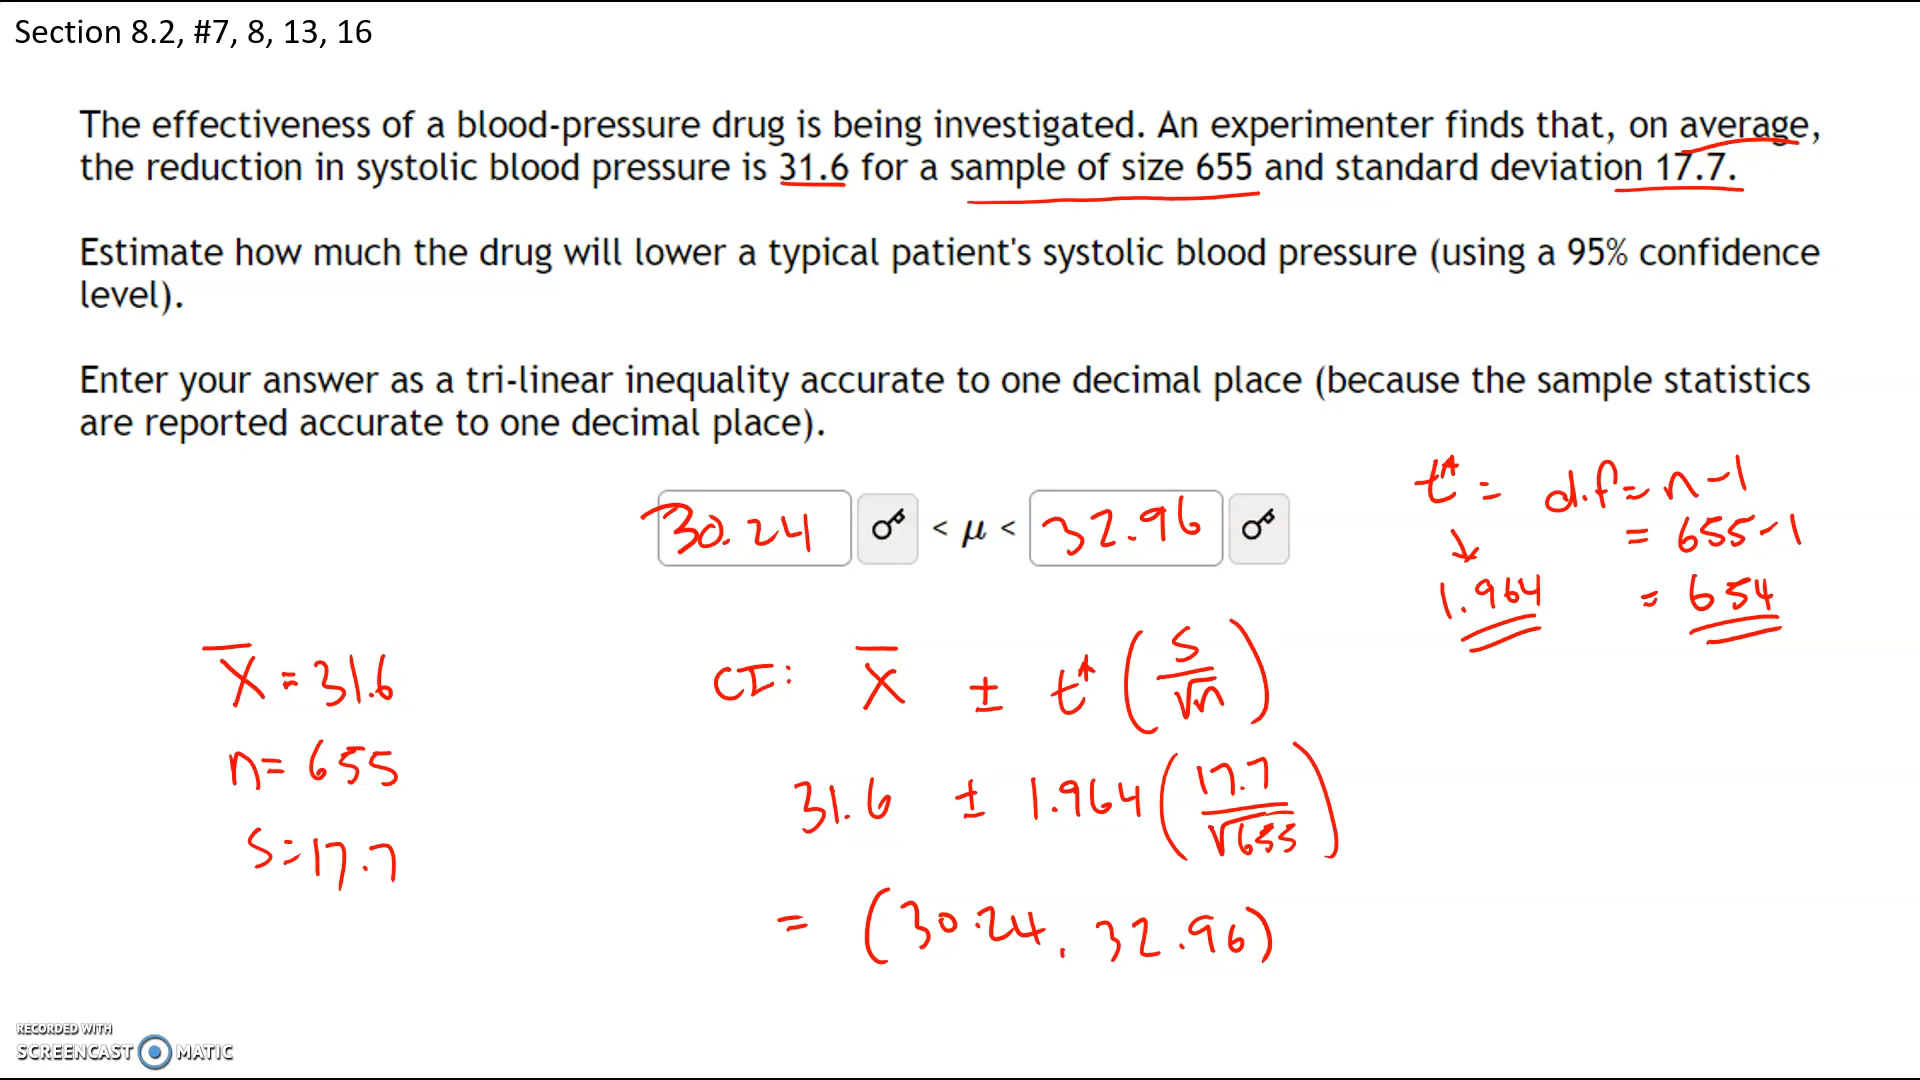 Section 8.2, #7, 8, 13, 16
The effectiveness of a blood-pressure drug is being investigated. An experimenter finds that, on average,
the reduction in systolic blood pressure is 31.6 for a sample of size 655 and standard deviation 17.7.
Estimate how much the drug will lower a typical patient's systolic blood pressure (using a 95% confidence
level).
Enter your answer as a tri-linear inequality accurate to one decimal place (because the sample statistics
are reported accurate to one decimal place).
30.24 < μ < 32.96
t* = d.f = n-1
= 655-1
1.964 = 654
x̅ = 31.6
n = 655
s = 17.7
CI: x̅ ± t* (s/√n)
31.6 ± 1.964 (17.7/√655)
= (30.24, 32.96)
RECORDED WITH
SCREENCAST MATIC